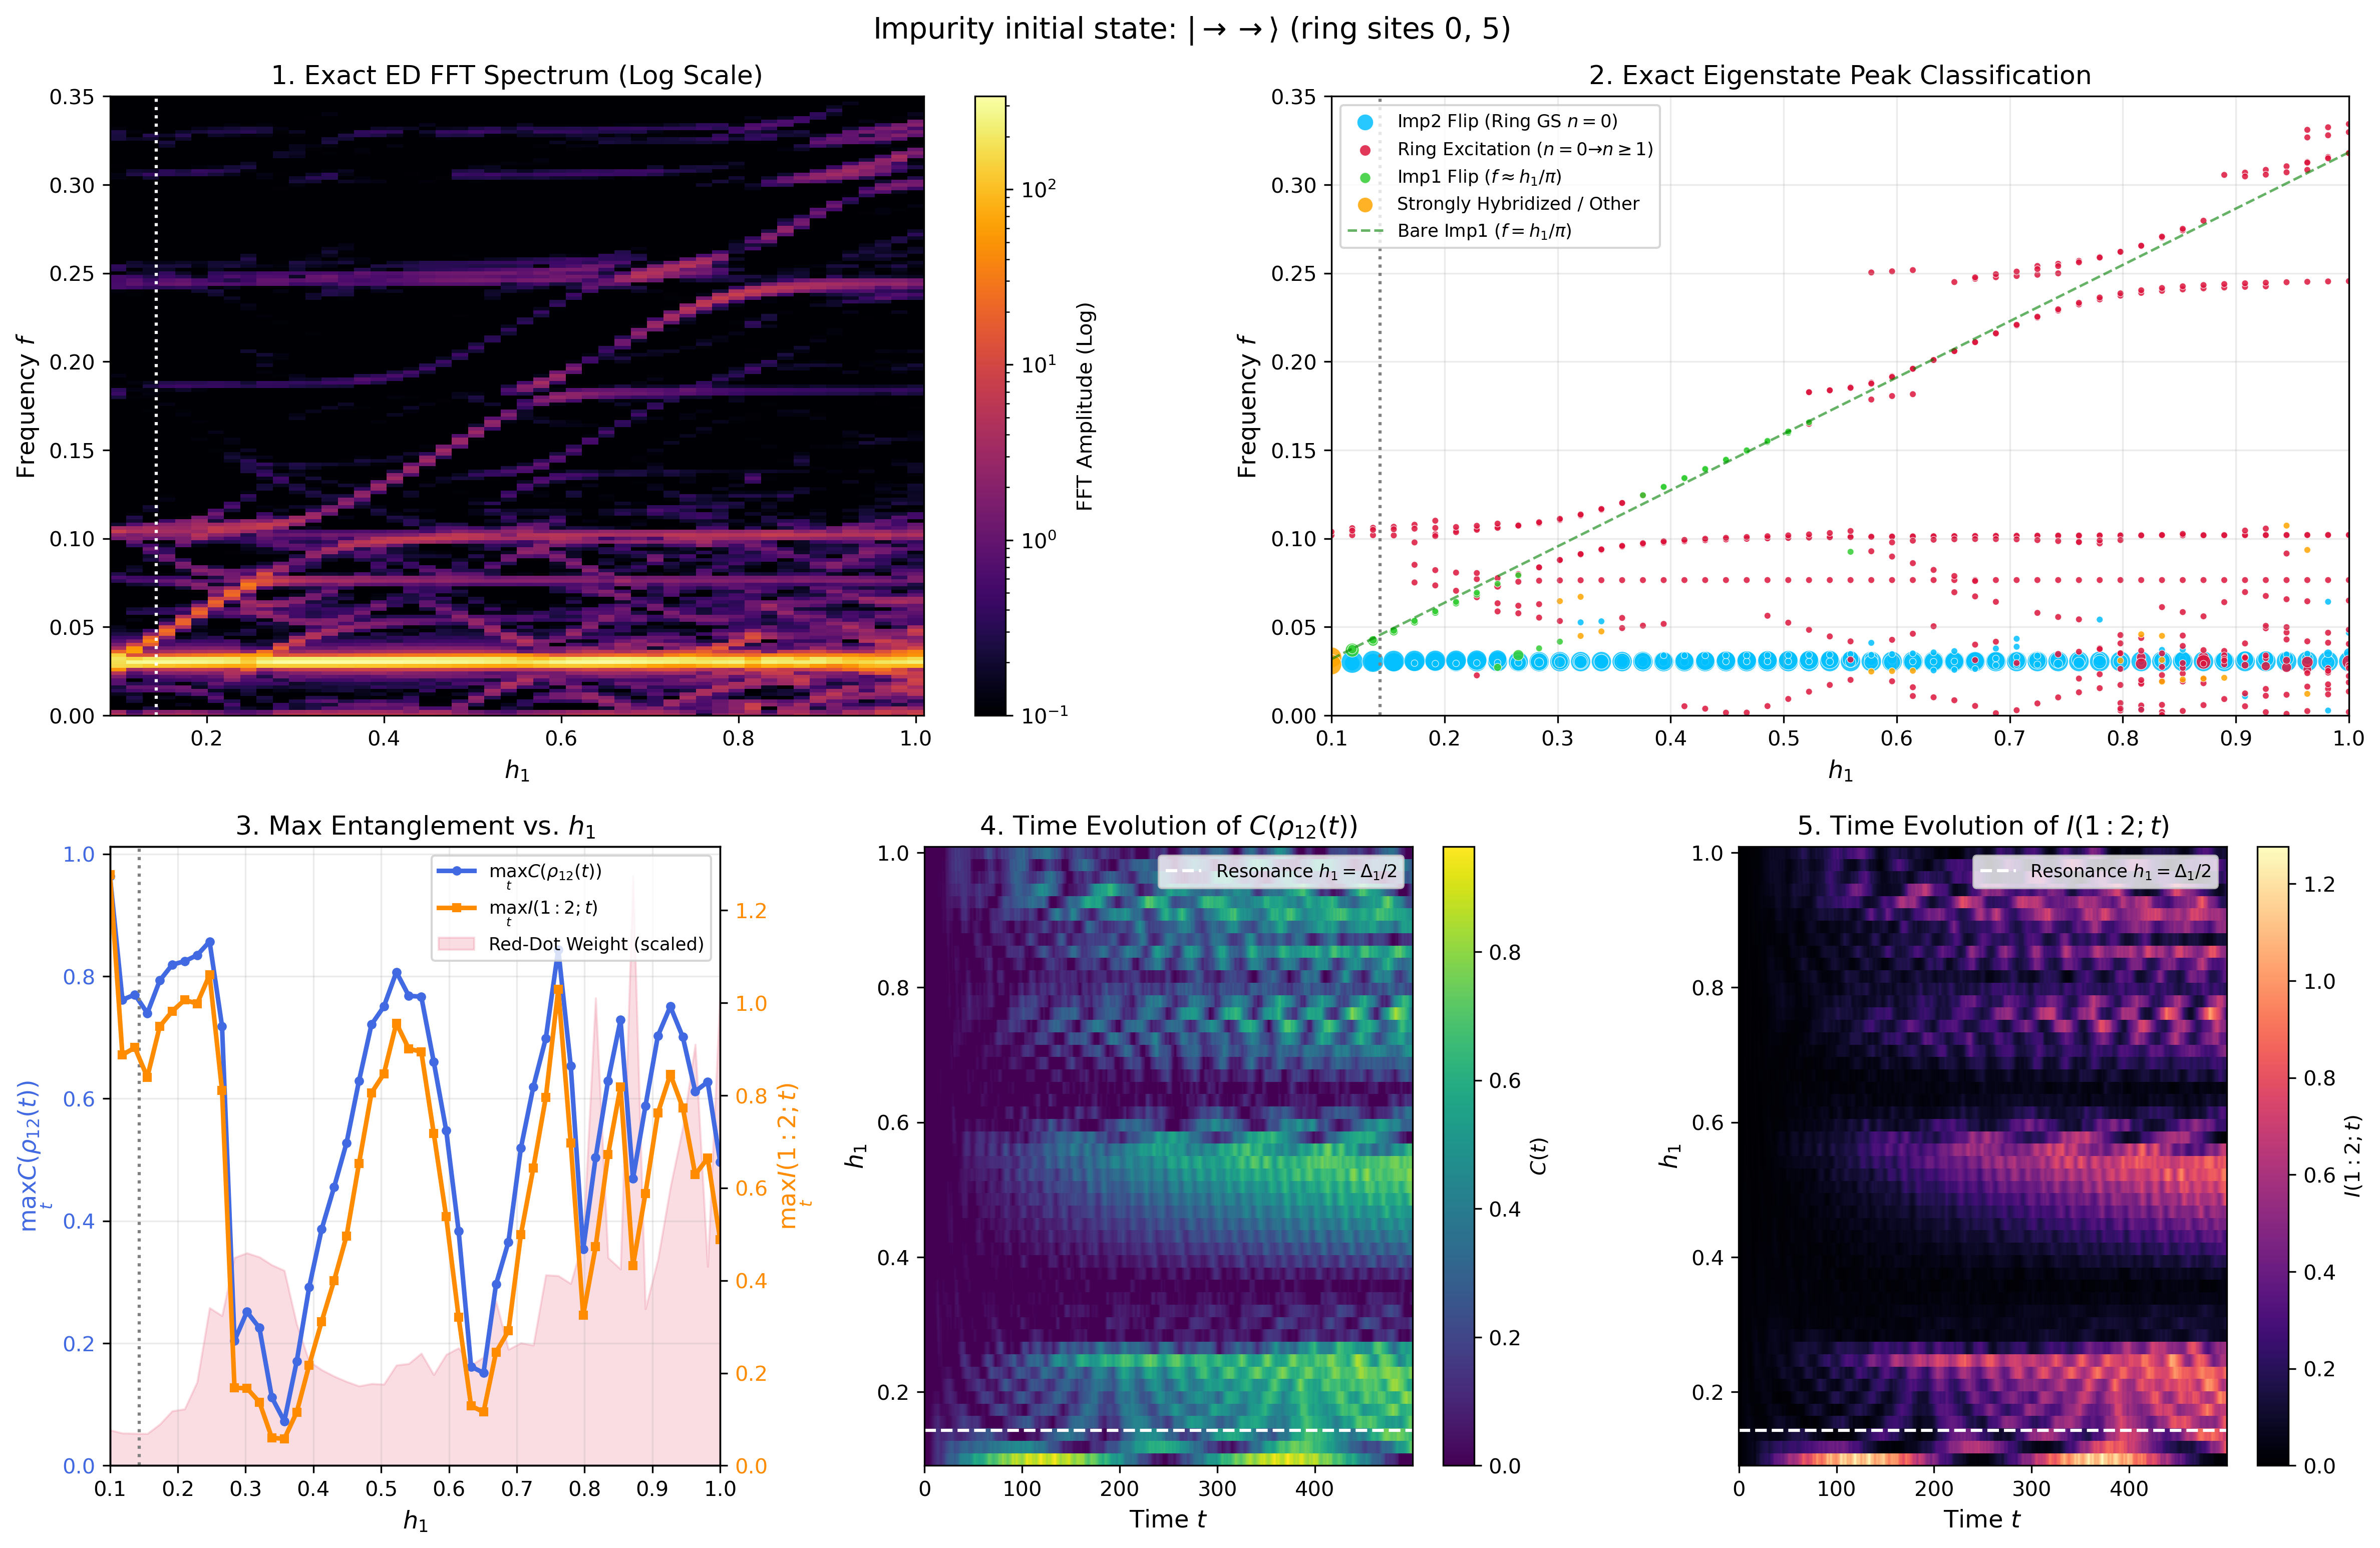 Impurity initial state: |→→⟩ (ring sites 0, 5)
1. Exact ED FFT Spectrum (Log Scale)
0.35
0.30
0.25
0.20
0.15
0.10
0.05
0.00
Frequency f
0.2 0.4 0.6 0.8 1.0
h₁
10²
10¹
10⁰
10⁻¹
FFT Amplitude (Log)
2. Exact Eigenstate Peak Classification
Imp2 Flip (Ring GS n = 0)
Ring Excitation (n = 0→n ≥ 1)
Imp1 Flip (f ≈ h₁/π)
Strongly Hybridized / Other
Bare Imp1 (f = h₁/π)
0.35
0.30
0.25
0.20
0.15
0.10
0.05
0.00
Frequency f
0.1 0.2 0.3 0.4 0.5 0.6 0.7 0.8 0.9 1.0
h₁
3. Max Entanglement vs. h₁
max C(ρ₁₂(t))
t
max I(1 : 2; t)
t
Red-Dot Weight (scaled)
1.0
0.8
0.6
0.4
0.2
0.0
max C(ρ₁₂(t))
t
0.1 0.2 0.3 0.4 0.5 0.6 0.7 0.8 0.9 1.0
h₁
1.2
1.0
0.8
0.6
0.4
0.2
0.0
max I(1 : 2; t)
t
4. Time Evolution of C(ρ₁₂(t))
Resonance h₁ = Δ₁/2
1.0
0.8
0.6
0.4
0.2
h₁
0 100 200 300 400
Time t
0.8
0.6
0.4
0.2
0.0
C(t)
5. Time Evolution of I(1 : 2; t)
Resonance h₁ = Δ₁/2
1.0
0.8
0.6
0.4
0.2
h₁
0 100 200 300 400
Time t
1.2
1.0
0.8
0.6
0.4
0.2
0.0
I(1 : 2; t)